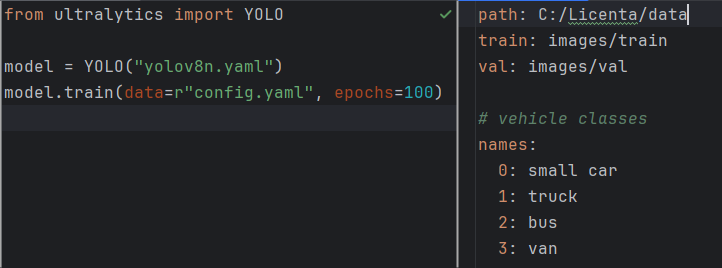 from ultralytics import YOLO
model = YOLO("yolov8n.yaml")
model.train(data=r"config.yaml", epochs=100)
path: C:/Licenta/data
train: images/train
val: images/val
# vehicle classes
names:
0: small car
1: truck
2: bus
3: van